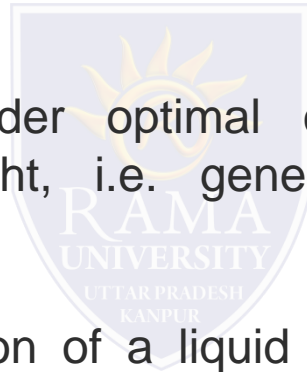 der optimal
ht, i.e. gene
RAMA
UNIVERSITY
UTTAR PRADESH
KANPUR
on of a liquid